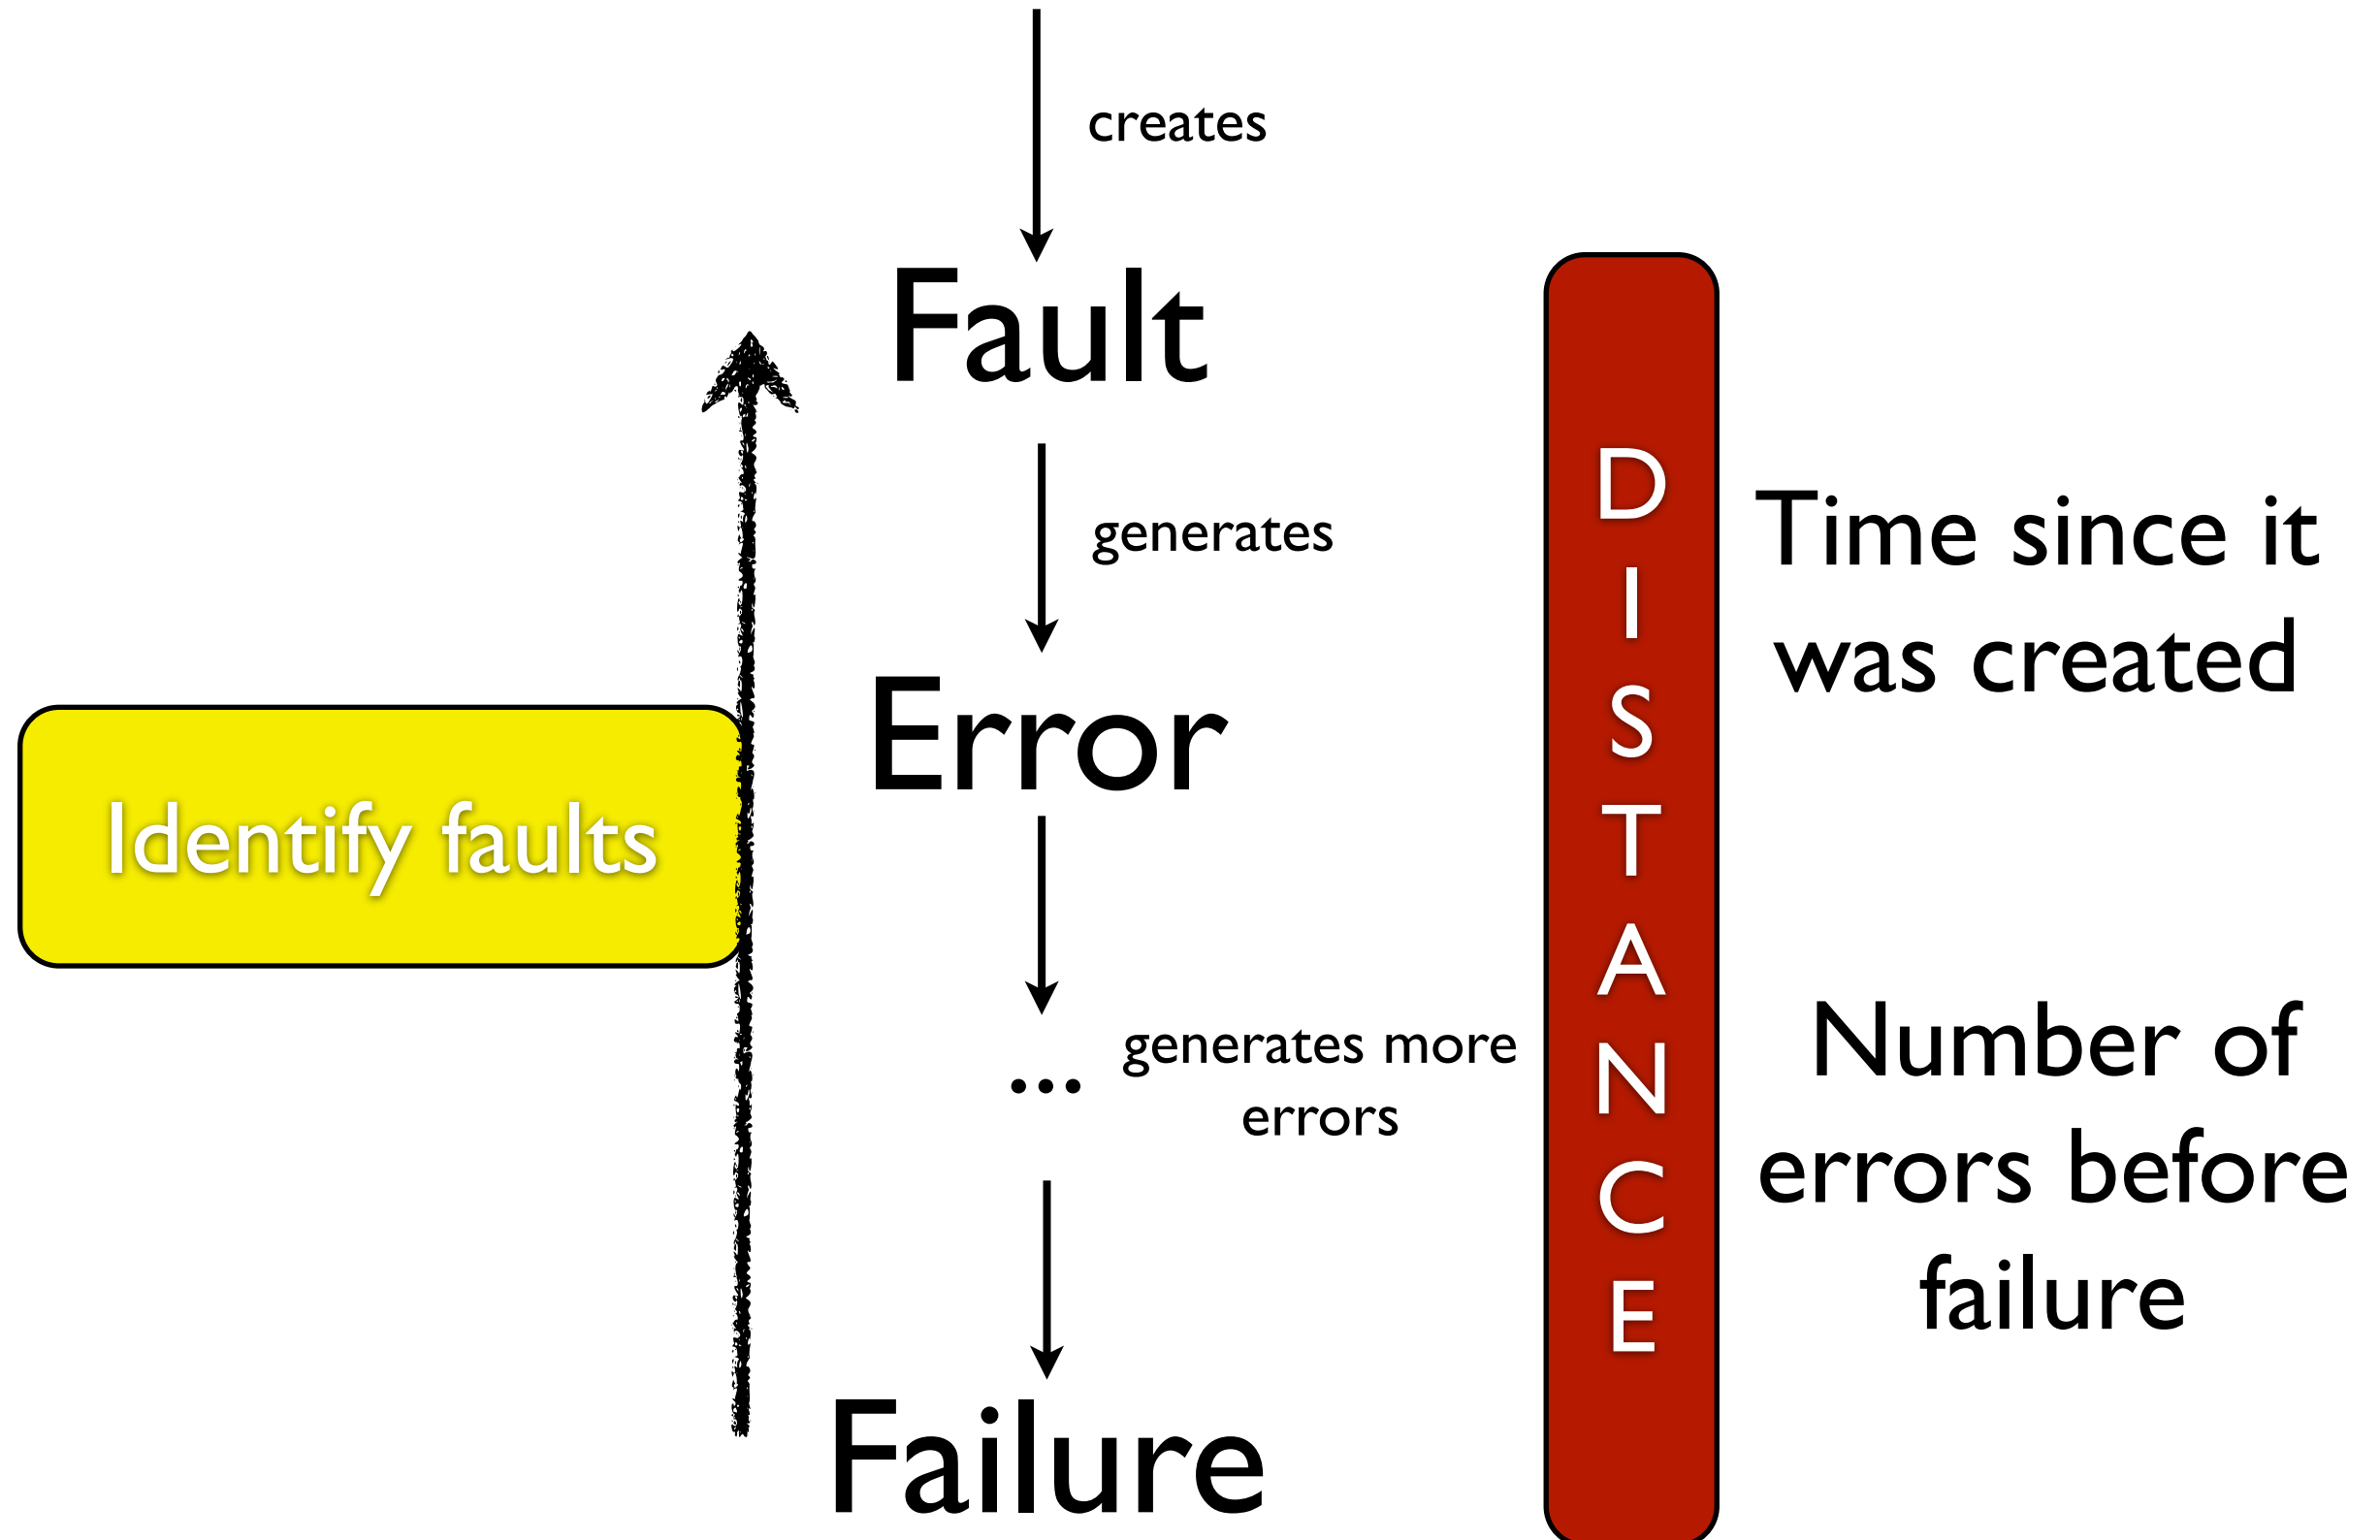 creates
Fault
generates
Error
Identify faults
...
generates more
errors
Failure
DISTANCE
Time since it
was created
Number of
errors before
failure